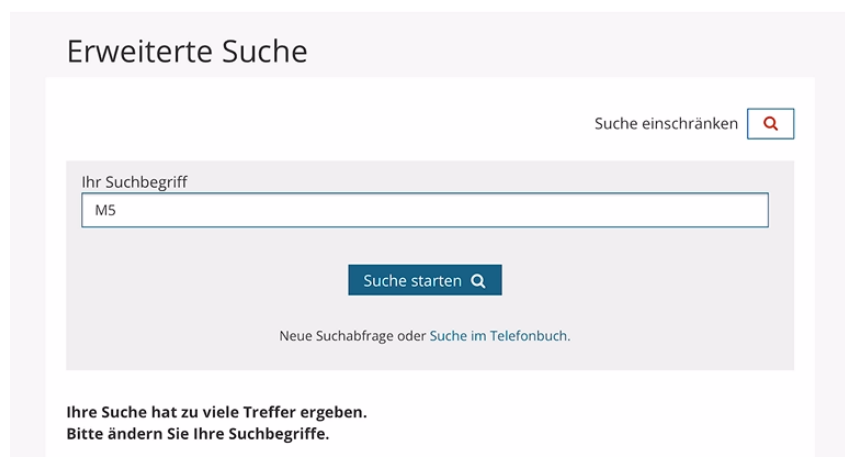 Erweiterte Suche
Suche einschränken
Ihr Suchbegriff
M5
Suche starten
Neue Suchabfrage oder Suche im Telefonbuch.
Ihre Suche hat zu viele Treffer ergeben.
Bitte ändern Sie Ihre Suchbegriffe.